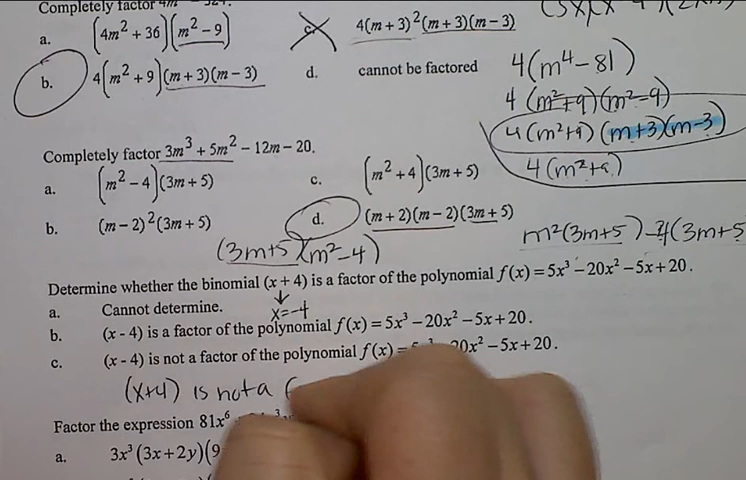 Completely factor 4m
a. (4m² + 36)(m² – 9)
c. 4(m + 3)²(m + 3)(m – 3)
b. 4(m² + 9)(m + 3)(m – 3)
d. cannot be factored
4(m⁴ – 81)
4(m² + 9)(m² – 9)
4(m² + 9)(m + 3)(m – 3)
4(m² + 9)
Completely factor 3m³ + 5m² – 12m – 20.
a. (m² – 4)(3m + 5)
c. (m² + 4)(3m + 5)
b. (m – 2)²(3m + 5)
d. (m + 2)(m – 2)(3m + 5)
(3m+5)(m²–4)
m²(3m+5) –4(3m+5
Determine whether the binomial (x + 4) is a factor of the polynomial f(x) = 5x³ – 20x² – 5x + 20.
a. Cannot determine.
x=-4
b. (x - 4) is a factor of the polynomial f(x) = 5x³ – 20x² – 5x + 20.
c. (x - 4) is not a factor of the polynomial f(x) = 20x² – 5x + 20.
(x+4) is not a
Factor the expression 81x⁶
a. 3x³(3x + 2y)(9